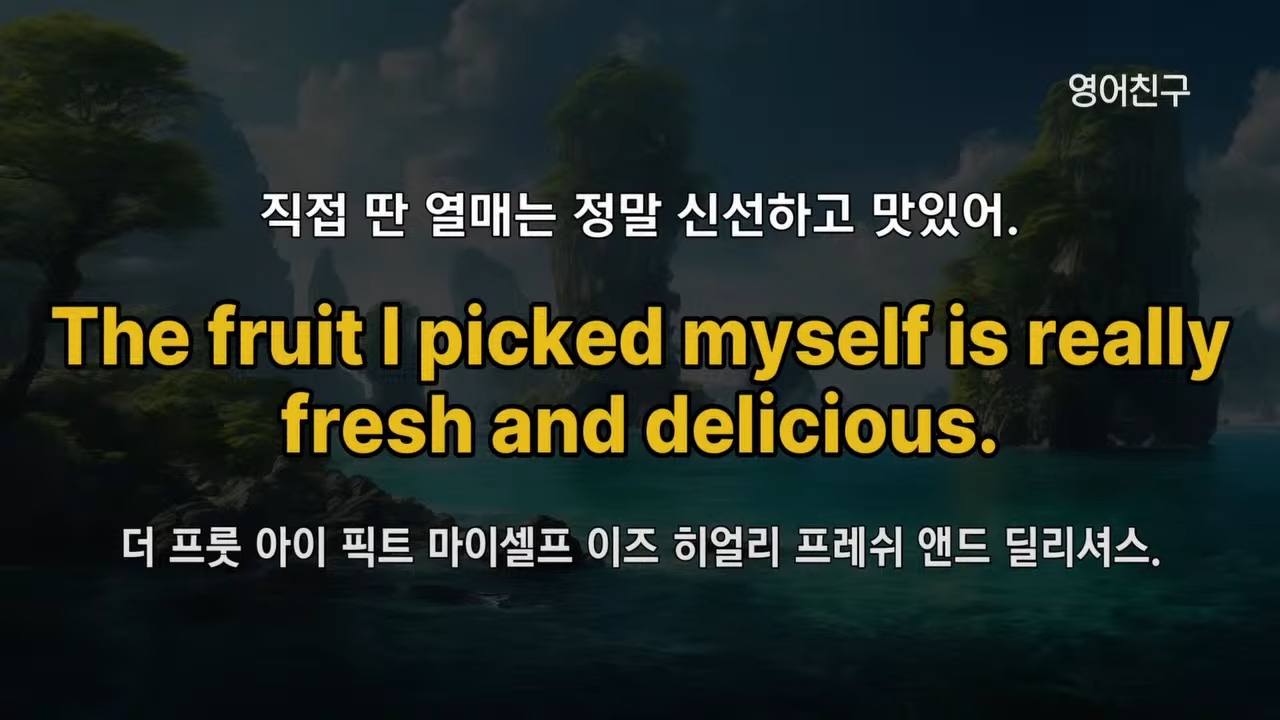 영어친구
직접 딴 열매는 정말 신선하고 맛있어.
The fruit I picked myself is really
fresh and delicious.
더 프룻 아이 픽트 마이셀프 이즈 히얼리 프레쉬 앤드 딜리셔스.